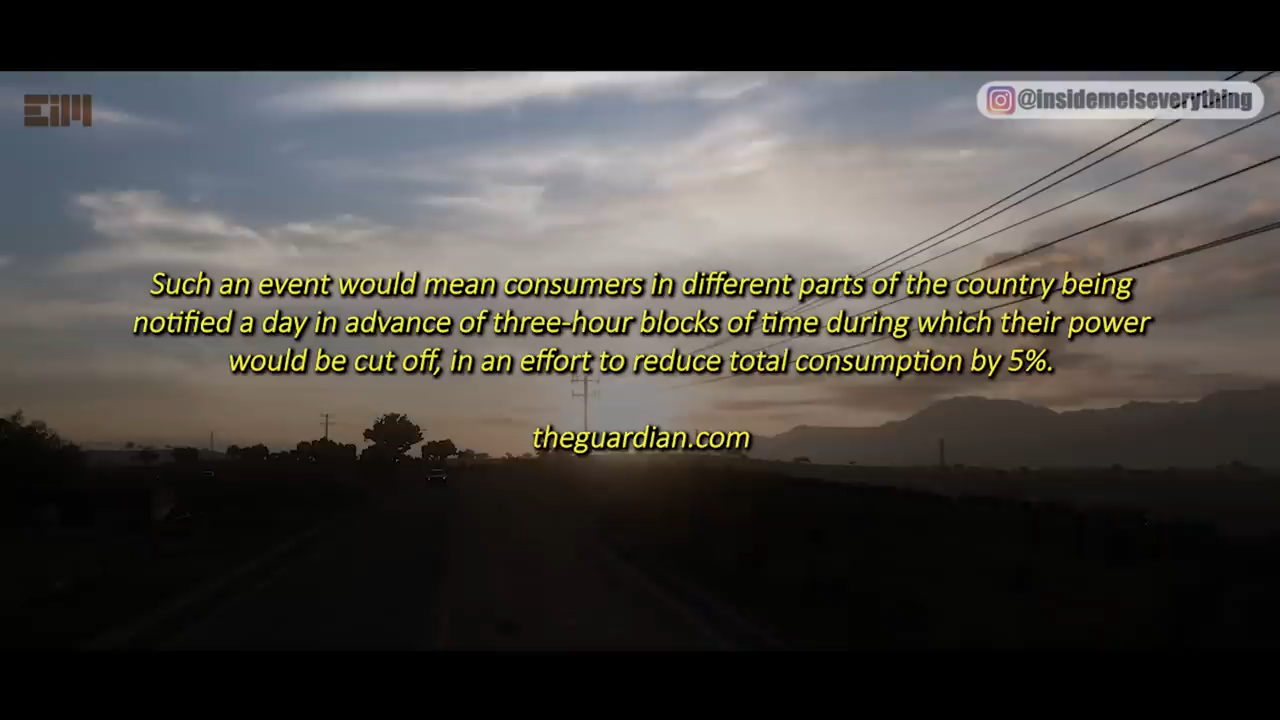 EiM
@insidemeiseverything
Such an event would mean consumers in different parts of the country being
notified a day in advance of three-hour blocks of time during which their power
would be cut off, in an effort to reduce total consumption by 5%.
theguardian.com